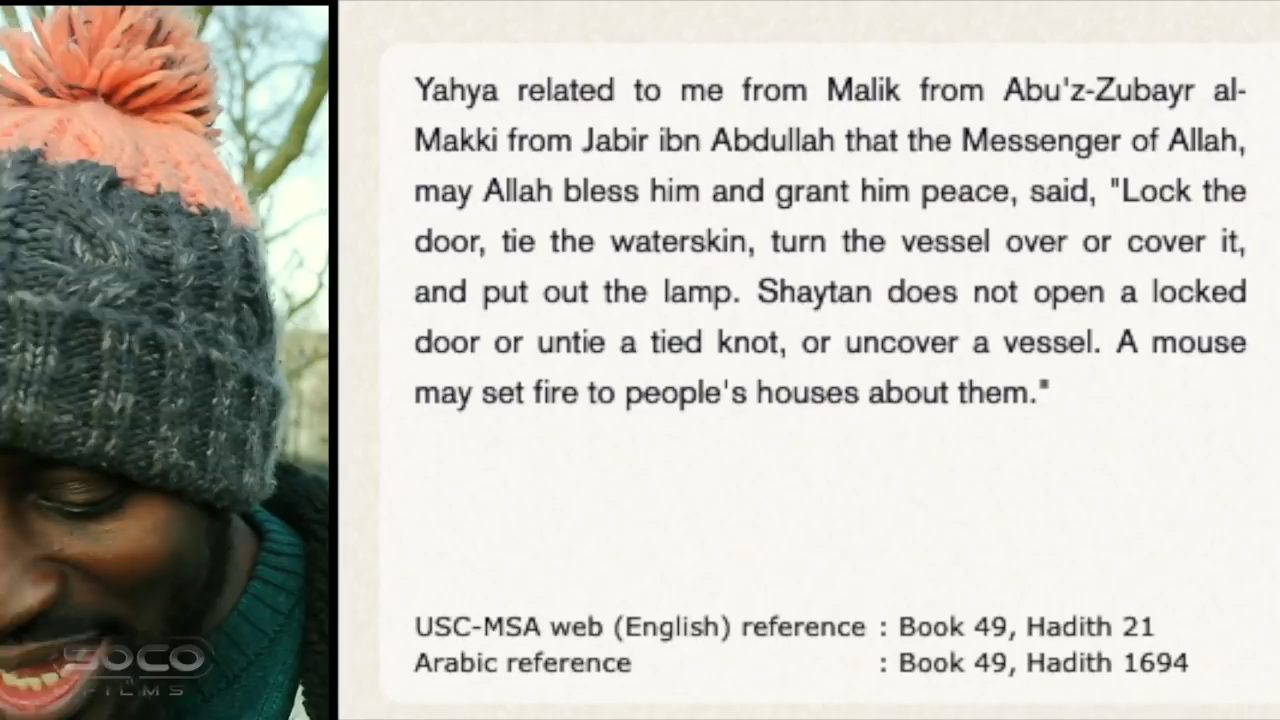 Yahya related to me from Malik from Abu'z-Zubayr al-
Makki from Jabir ibn Abdullah that the Messenger of Allah,
may Allah bless him and grant him peace, said, "Lock the
door, tie the waterskin, turn the vessel over or cover it,
and put out the lamp. Shaytan does not open a locked
door or untie a tied knot, or uncover a vessel. A mouse
may set fire to people's houses about them."
USC-MSA web (English) reference : Book 49, Hadith 21
Arabic reference : Book 49, Hadith 1694
SOCO
FILMS